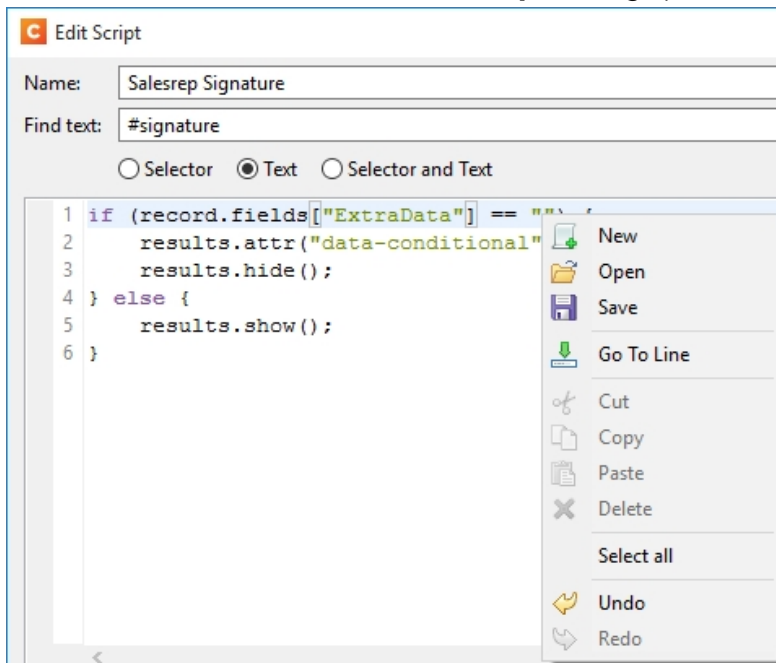 C Edit Script
Name: Salesrep Signature
Find text: #signature
Selector Text Selector and Text
1 if (record.fields["ExtraData"] == "") {
2 results.attr("data-conditional"
3 results.hide();
4 } else {
5 results.show();
6 }
New
Open
Save
Go To Line
Cut
Copy
Paste
Delete
Select all
Undo
Redo